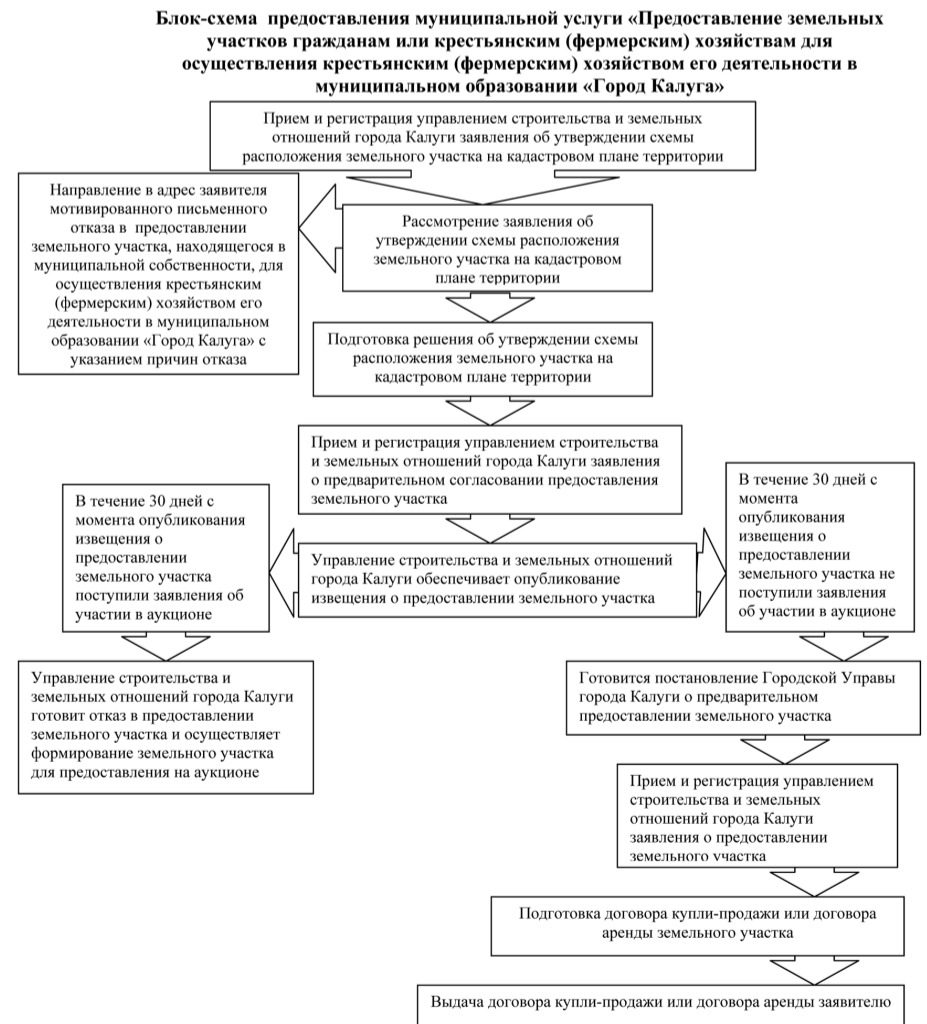 Блок-схема предоставления муниципальной услуги «Предоставление земельных
участков гражданам или крестьянским (фермерским) хозяйствам для
осуществления крестьянским (фермерским) хозяйством его деятельности в
муниципальном образовании «Город Калуга»
Прием и регистрация управлением строительства и земельных
отношений города Калуги заявления об утверждении схемы
расположения земельного участка на кадастровом плане территории
Направление в адрес заявителя
мотивированного письменного
отказа в предоставлении
земельного участка, находящегося в
муниципальной собственности, для
осуществления крестьянским
(фермерским) хозяйством его
деятельности в муниципальном
образовании «Город Калуга» с
указанием причин отказа
Рассмотрение заявления об
утверждении схемы расположения
земельного участка на кадастровом
плане территории
Подготовка решения об утверждении схемы
расположения земельного участка на
кадастровом плане территории
Прием и регистрация управлением строительства
и земельных отношений города Калуги заявления
о предварительном согласовании предоставления
земельного участка
В течение 30 дней с
момента опубликования
извещения о
предоставлении
земельного участка
поступили заявления об
участии в аукционе
Управление строительства и земельных отношений
города Калуги обеспечивает опубликование
извещения о предоставлении земельного участка
В течение 30 дней с
момента
опубликования
извещения о
предоставлении
земельного участка не
поступили заявления
об участии в аукционе
Управление строительства и
земельных отношений города Калуги
готовит отказ в предоставлении
земельного участка и осуществляет
формирование земельного участка
для предоставления на аукционе
Готовится постановление Городской Управы
города Калуги о предварительном
предоставлении земельного участка
Прием и регистрация управлением
строительства и земельных
отношений города Калуги
заявления о предоставлении
земельного участка
Подготовка договора купли-продажи или договора
аренды земельного участка
Выдача договора купли-продажи или договора аренды заявителю